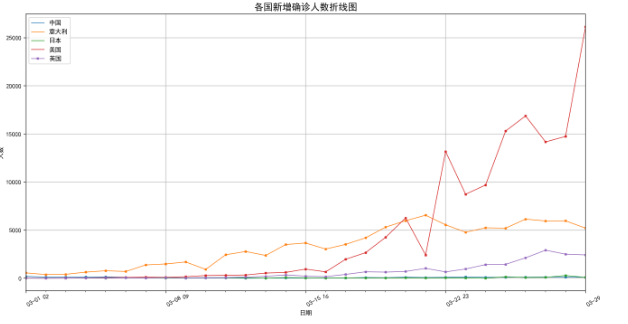 各国新增确诊人数折线图
中国
意大利
日本
美国
英国
25000
20000
15000
10000
5000
0
人数
03-01 02
03-08 09
03-15 16
03-22 23
03-29
日期